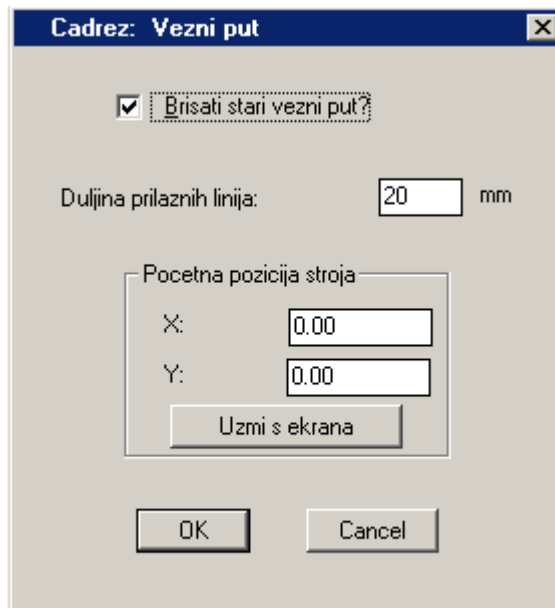 Cadrez: Vezni put
Brisati stari vezni put?
Duljina prilaznih linija: 20 mm
Pocetna pozicija stroja
X: 0.00
Y: 0.00
Uzmi s ekrana
OK Cancel